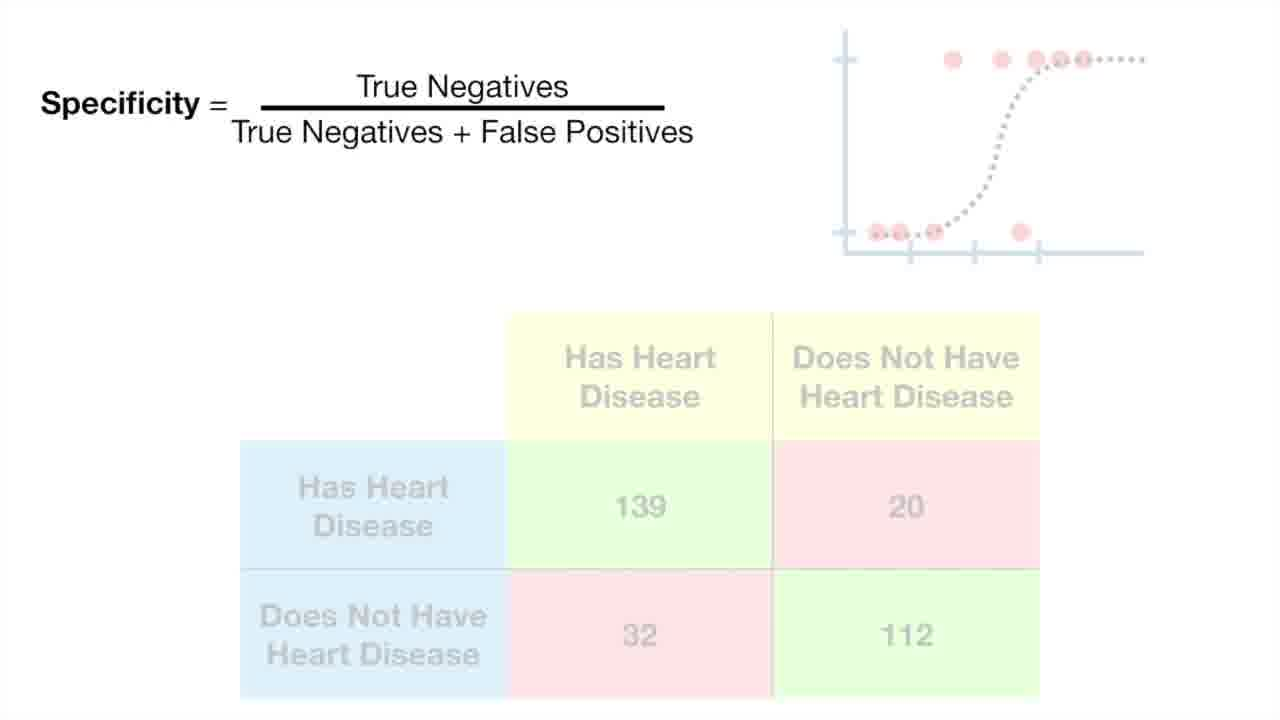 True Negatives
Specificity =
True Negatives + False Positives
Has Heart
Disease
Does Not Have
Heart Disease
Has Heart
Disease
139
20
Does Not Have
Heart Disease
32
112